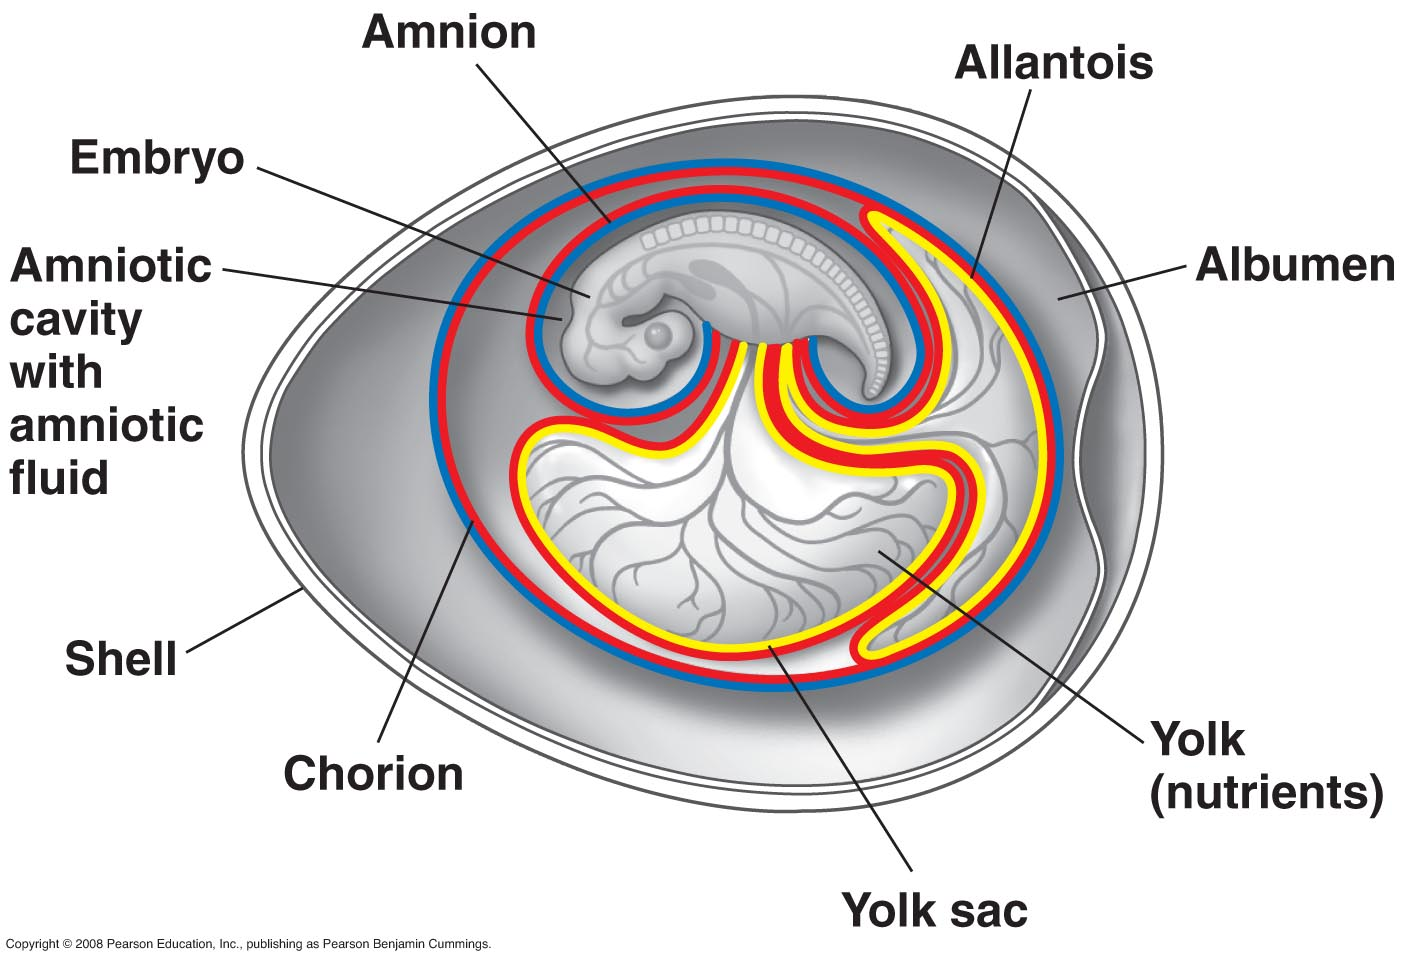 Amnion
Allantois
Embryo
Amniotic
cavity
with
amniotic
fluid
Albumen
Shell
Chorion
Yolk
(nutrients)
Yolk sac
Copyright © 2008 Pearson Education, Inc., publishing as Pearson Benjamin Cummings.